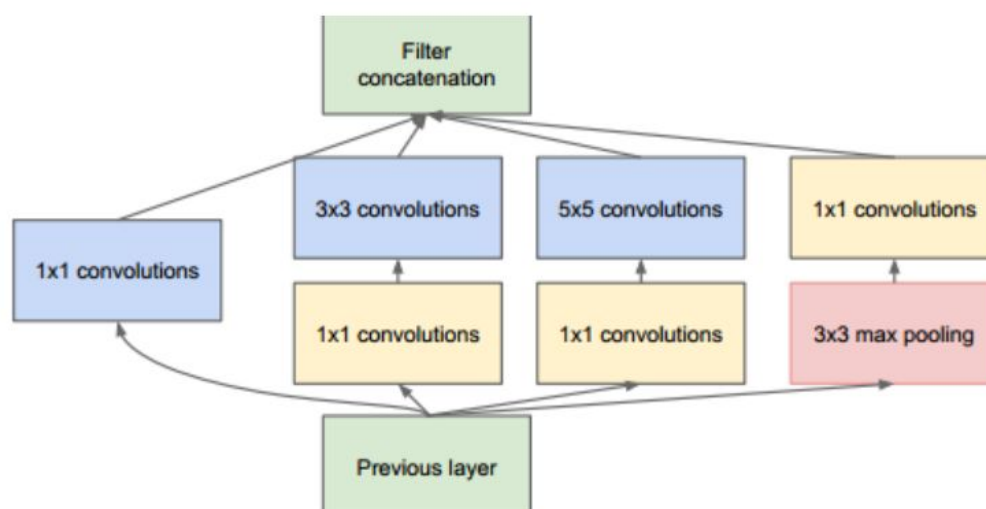 Filter
concatenation
3x3 convolutions
5x5 convolutions
1x1 convolutions
1x1 convolutions
1x1 convolutions
1x1 convolutions
3x3 max pooling
Previous layer